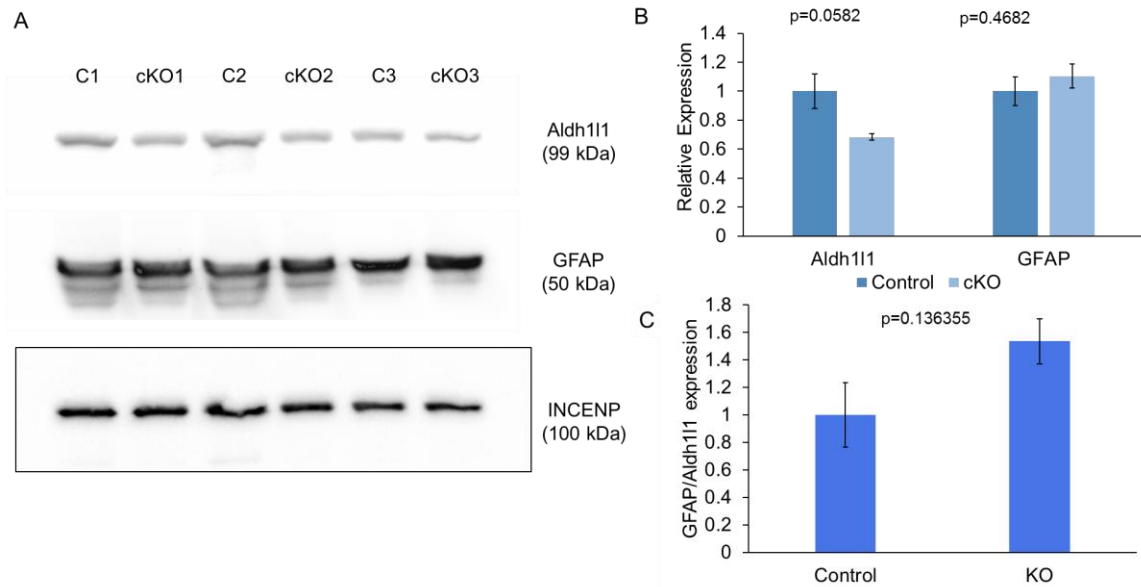 A
C1 cKO1 C2 cKO2 C3 cKO3
Aldh1l1
(99 kDa)
GFAP
(50 kDa)
INCENP
(100 kDa)
B
p=0.0582 p=0.4682
Relative Expression
1.4
1.2
1
0.8
0.6
0.4
0.2
0
Aldh1l1 GFAP
Control cKO
C
p=0.136355
GFAP/Aldh1l1 expression
1.8
1.6
1.4
1.2
1
0.8
0.6
0.4
0.2
0
Control KO